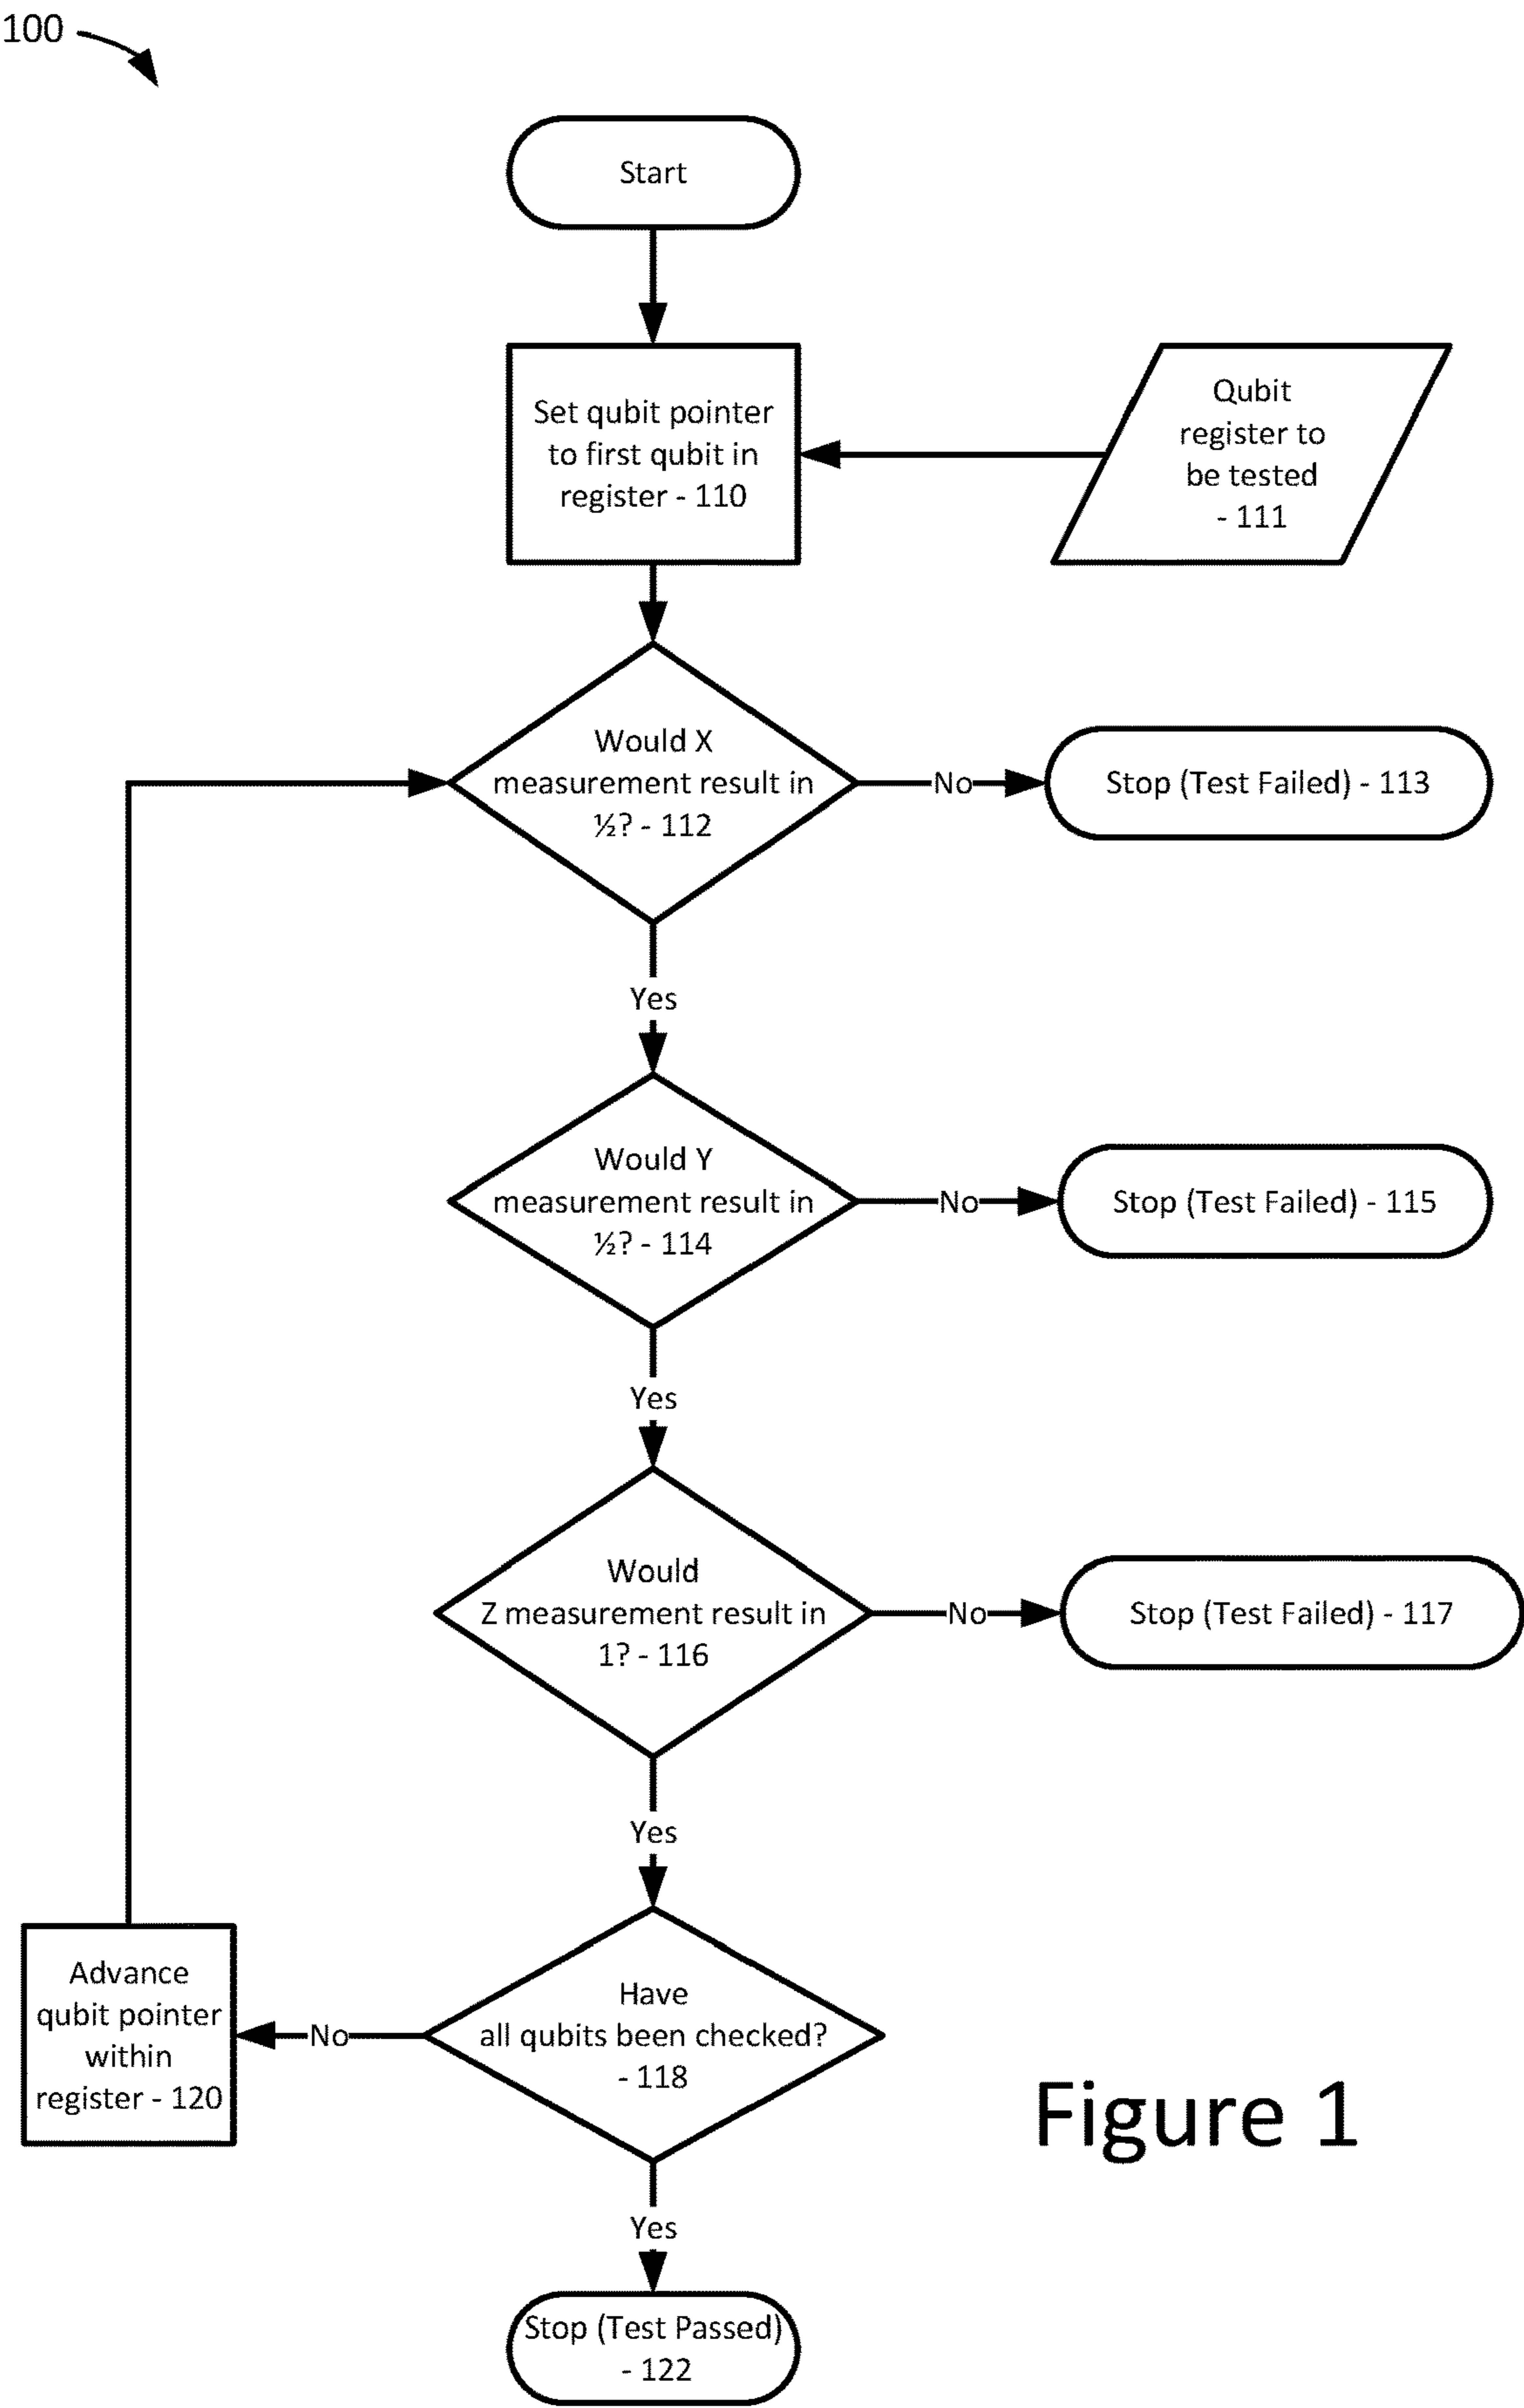 100
Start
Set qubit pointer
to first qubit in
register - 110
Qubit
register to
be tested
- 111
Would X
measurement result in
½? - 112
No
Stop (Test Failed) - 113
Yes
Would Y
measurement result in
½? - 114
No
Stop (Test Failed) - 115
Yes
Would
Z measurement result in
1? - 116
No
Stop (Test Failed) - 117
Yes
Have
all qubits been checked?
- 118
No
Advance
qubit pointer
within
register - 120
Yes
Stop (Test Passed)
- 122
Figure 1